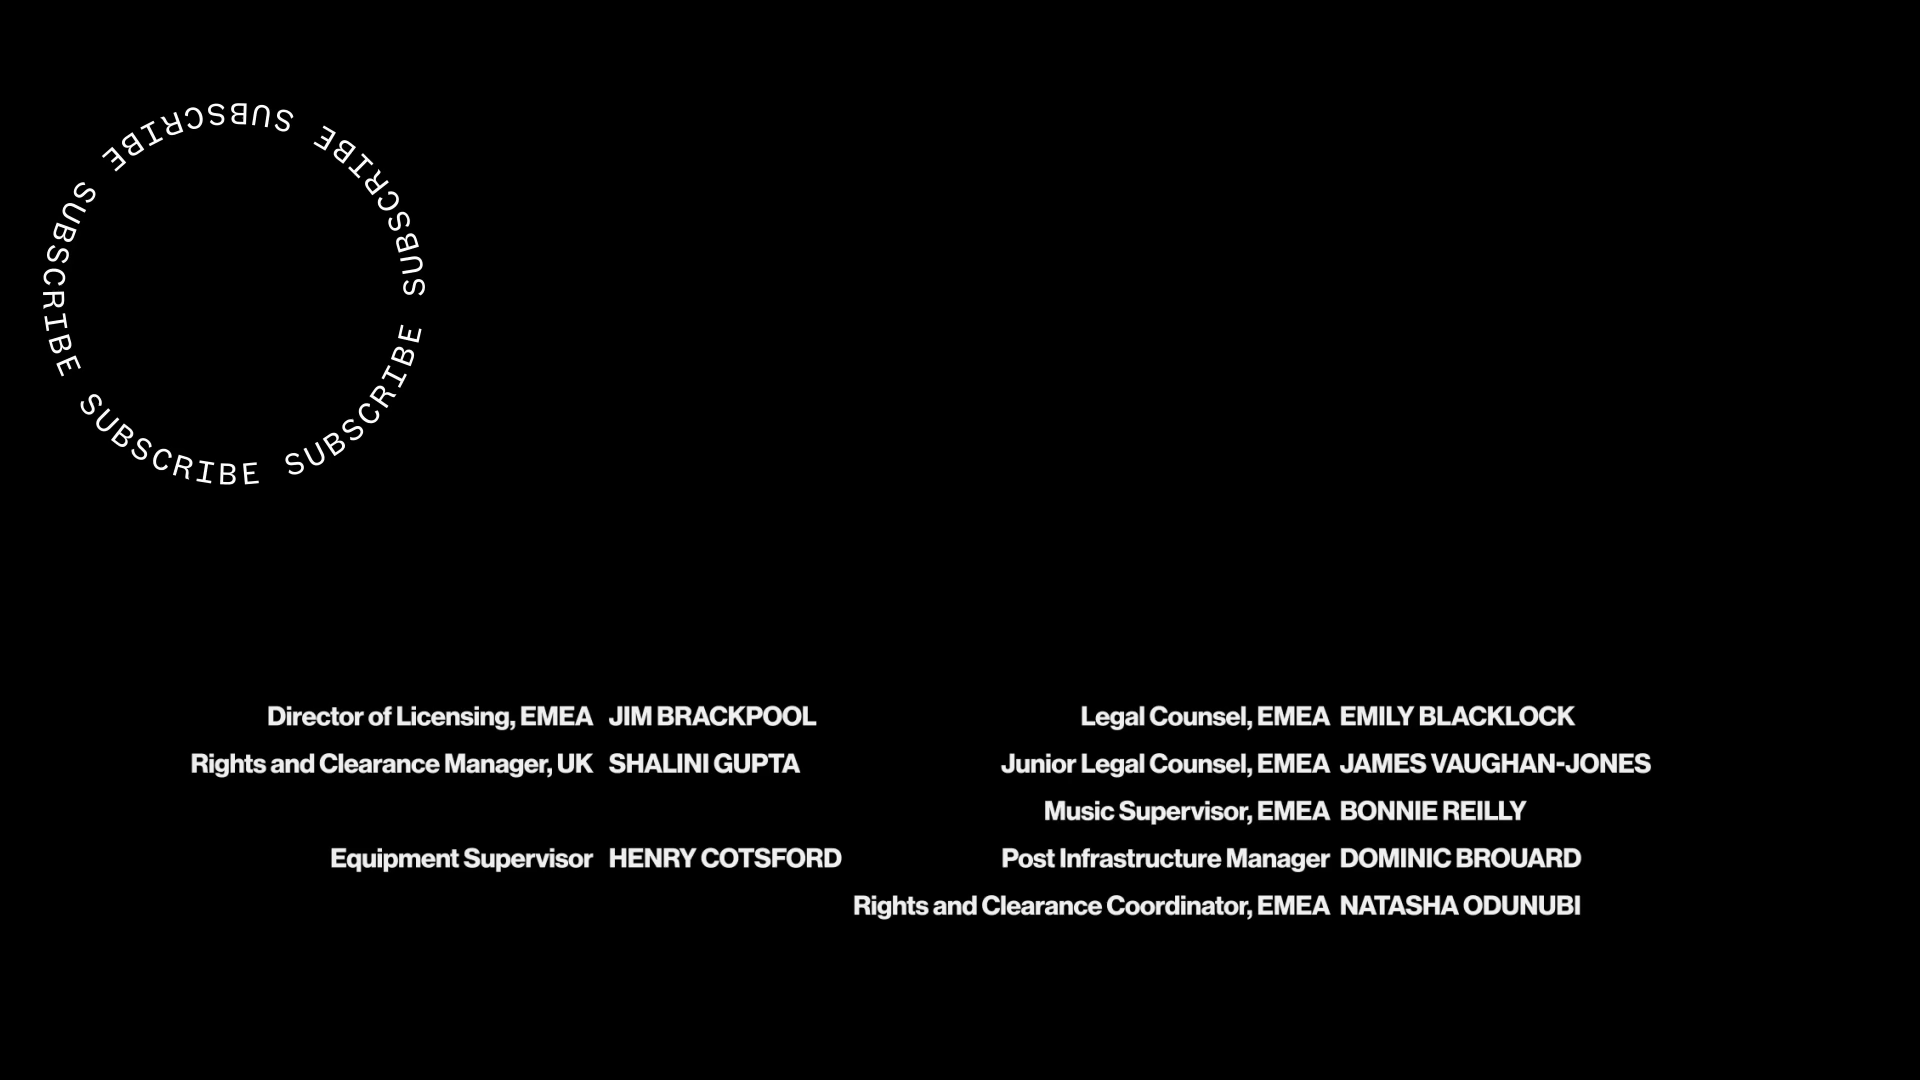 SUBSCRIBE SUBSCRIBE SUBSCRIBE SUBSCRIBE SUBSCRIBE
Director of Licensing, EMEA JIM BRACKPOOL
Rights and Clearance Manager, UK SHALINI GUPTA
Equipment Supervisor HENRY COTSFORD
Legal Counsel, EMEA EMILY BLACKLOCK
Junior Legal Counsel, EMEA JAMES VAUGHAN-JONES
Music Supervisor, EMEA BONNIE REILLY
Post Infrastructure Manager DOMINIC BROUARD
Rights and Clearance Coordinator, EMEA NATASHA ODUNUBI